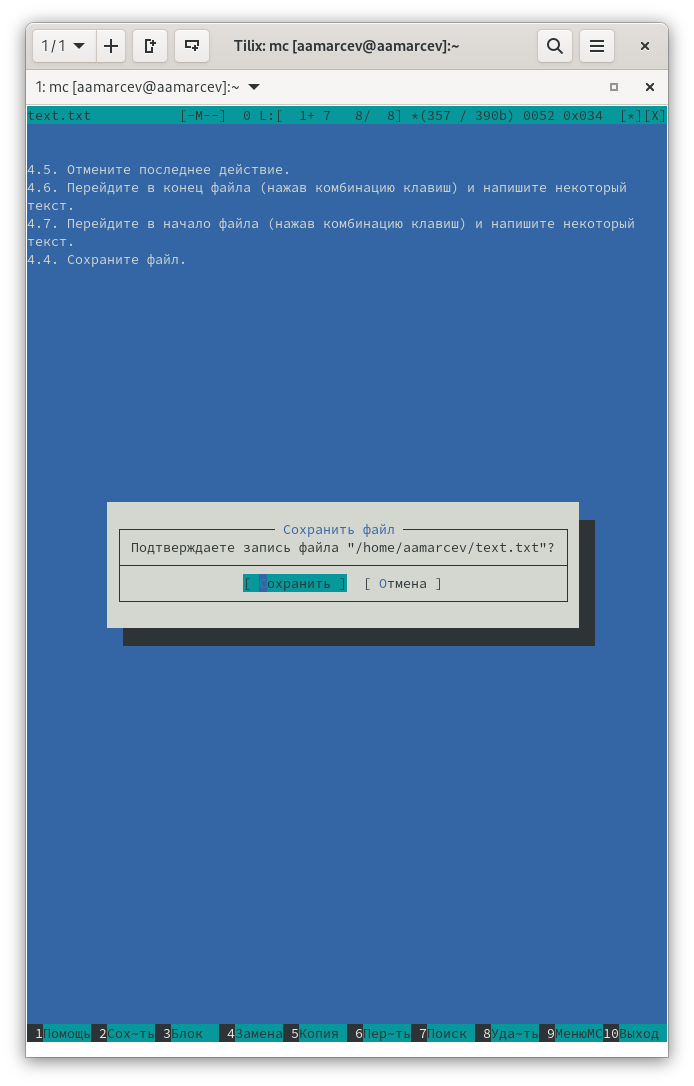 1 / 1 Tilix: mc [aamarcev@aamarcev]:~
1: mc [aamarcev@aamarcev]:~
text.txt [-M--] 0 L:[ 1+ 7 8/ 8] *(357 / 390b) 0052 0x034 [*][X]
4.5. Отмените последнее действие.
4.6. Перейдите в конец файла (нажав комбинацию клавиш) и напишите некоторый
текст.
4.7. Перейдите в начало файла (нажав комбинацию клавиш) и напишите некоторый
текст.
4.4. Сохраните файл.
Сохранить файл
Подтверждаете запись файла "/home/aamarcev/text.txt"?
[ Сохранить ] [ Отмена ]
1Помощь 2Сох~ть 3Блок 4Замена 5Копия 6Пер~ть 7Поиск 8Уда~ть 9МенюMC 10Выход